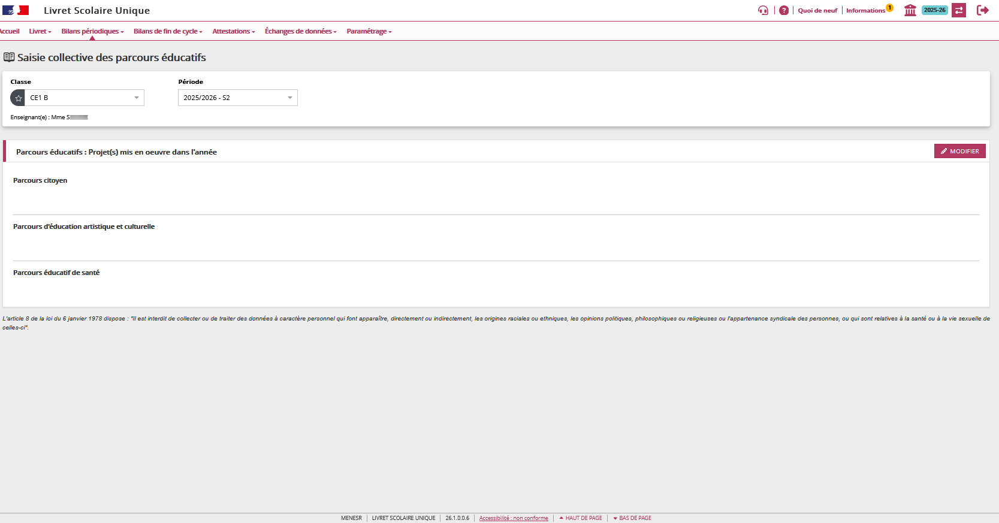 Livret Scolaire Unique
Quoi de neuf
Informations 1
2025-26
Accueil
Livret
Bilans périodiques
Bilans de fin de cycle
Attestations
Échanges de données
Paramétrage
Saisie collective des parcours éducatifs
Classe
Période
CE1 B
2025/2026 - S2
Enseignant(e) : Mme S
Parcours éducatifs : Projet(s) mis en oeuvre dans l'année
MODIFIER
Parcours citoyen
Parcours d'éducation artistique et culturelle
Parcours éducatif de santé
L'article 8 de la loi du 6 janvier 1978 dispose : "Il est interdit de collecter ou de traiter des données à caractère personnel qui font apparaître, directement ou indirectement, les origines raciales ou ethniques, les opinions politiques, philosophiques ou religieuses ou l'appartenance syndicale des personnes, ou qui sont relatives à la santé ou à la vie sexuelle de
celles-ci".
MENESR
LIVRET SCOLAIRE UNIQUE
26.1.0.0.6
Accessibilité : non conforme
HAUT DE PAGE
BAS DE PAGE